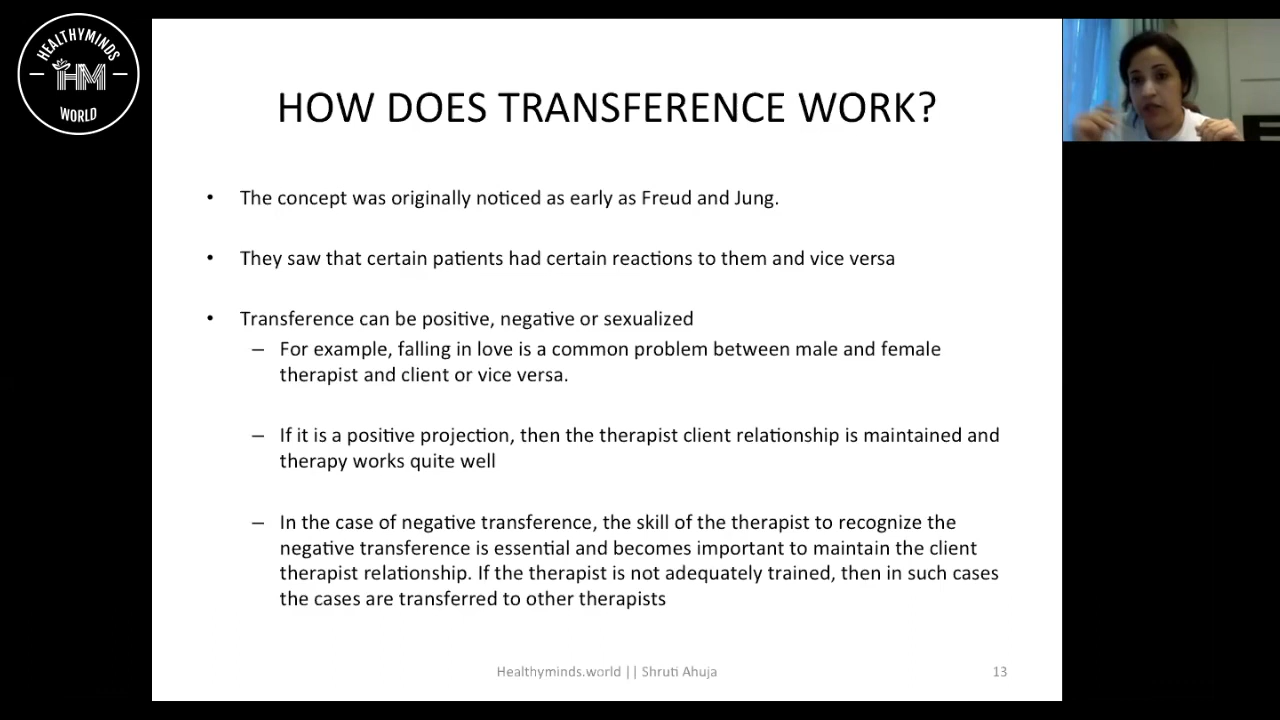 HEALTHYMINDS
HM
WORLD
HOW DOES TRANSFERENCE WORK?
• The concept was originally noticed as early as Freud and Jung.
• They saw that certain patients had certain reactions to them and vice versa
• Transference can be positive, negative or sexualized
– For example, falling in love is a common problem between male and female
therapist and client or vice versa.
– If it is a positive projection, then the therapist client relationship is maintained and
therapy works quite well
– In the case of negative transference, the skill of the therapist to recognize the
negative transference is essential and becomes important to maintain the client
therapist relationship. If the therapist is not adequately trained, then in such cases
the cases are transferred to other therapists
Healthyminds.world || Shruti Ahuja
13